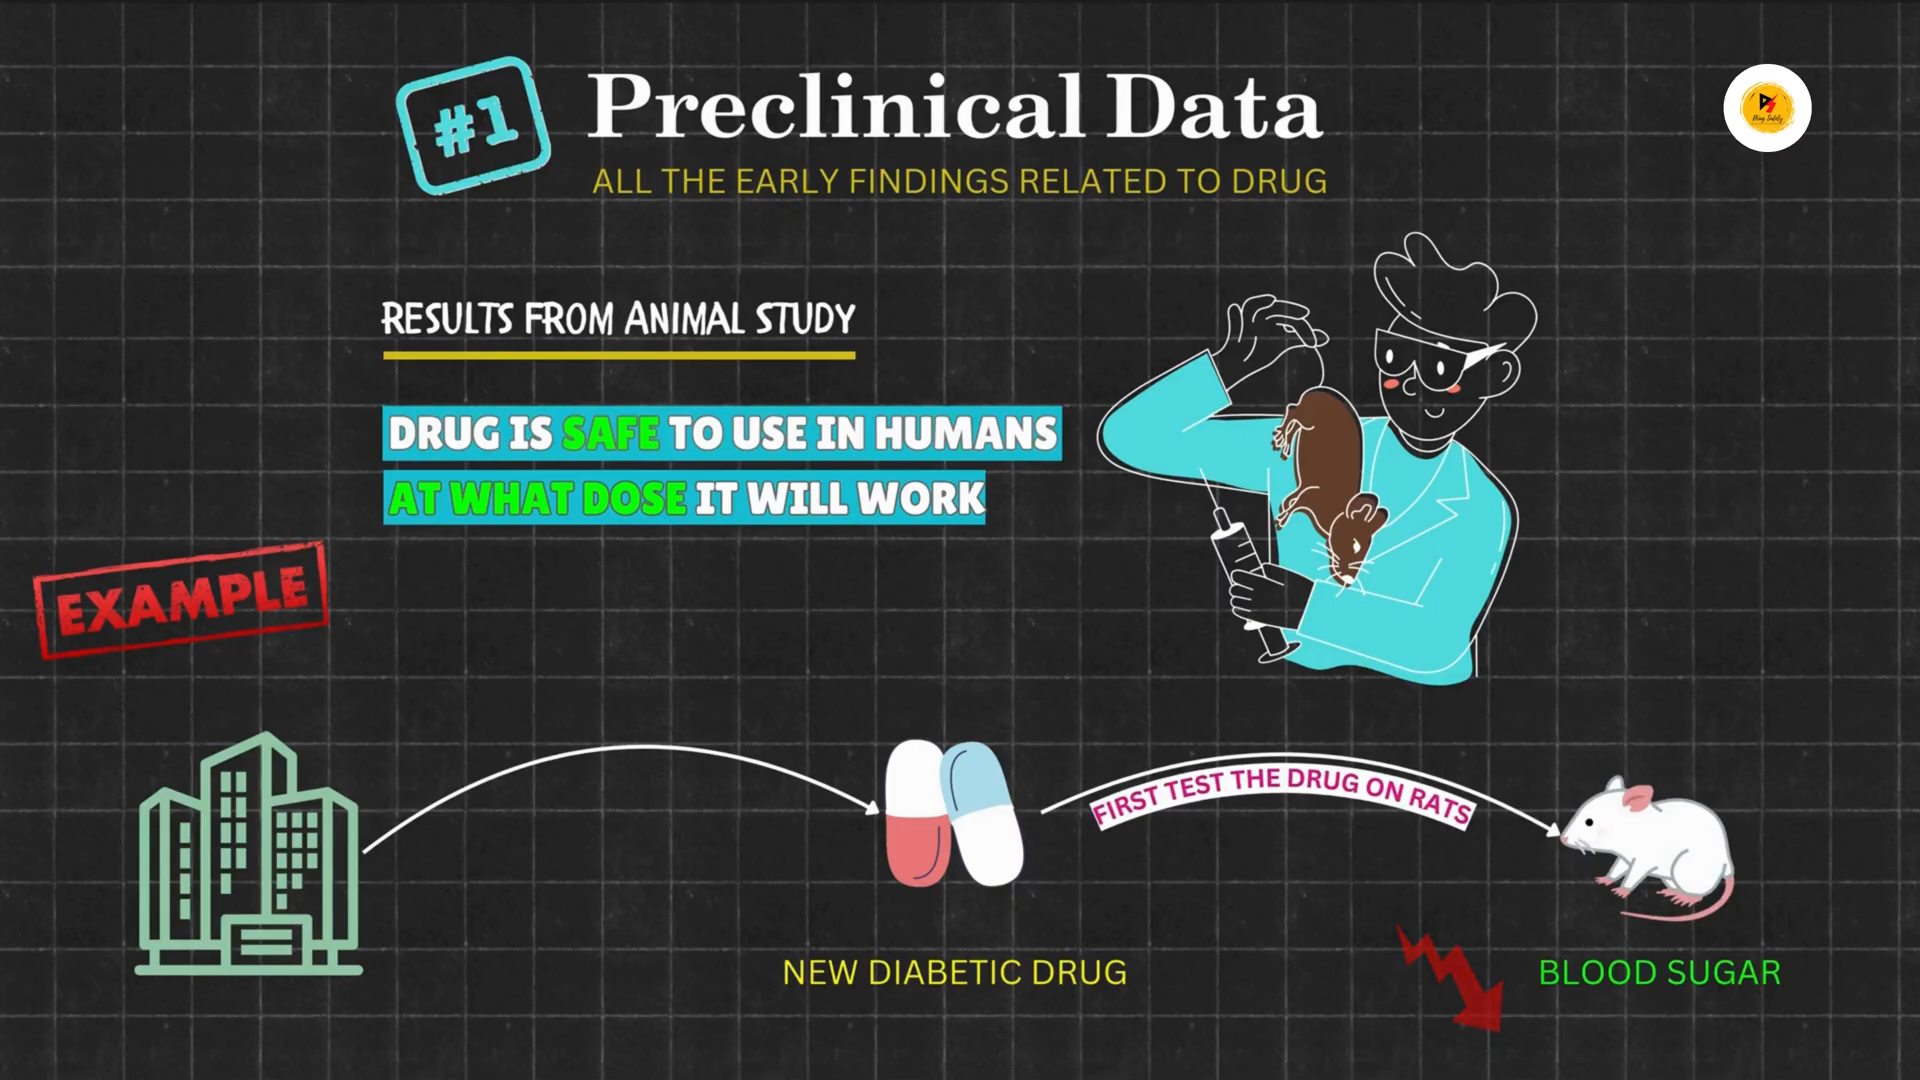 #1
Preclinical Data
ALL THE EARLY FINDINGS RELATED TO DRUG
Drug Safety
RESULTS FROM ANIMAL STUDY
DRUG IS SAFE TO USE IN HUMANS
AT WHAT DOSE IT WILL WORK
EXAMPLE
FIRST TEST THE DRUG ON RATS
NEW DIABETIC DRUG
BLOOD SUGAR